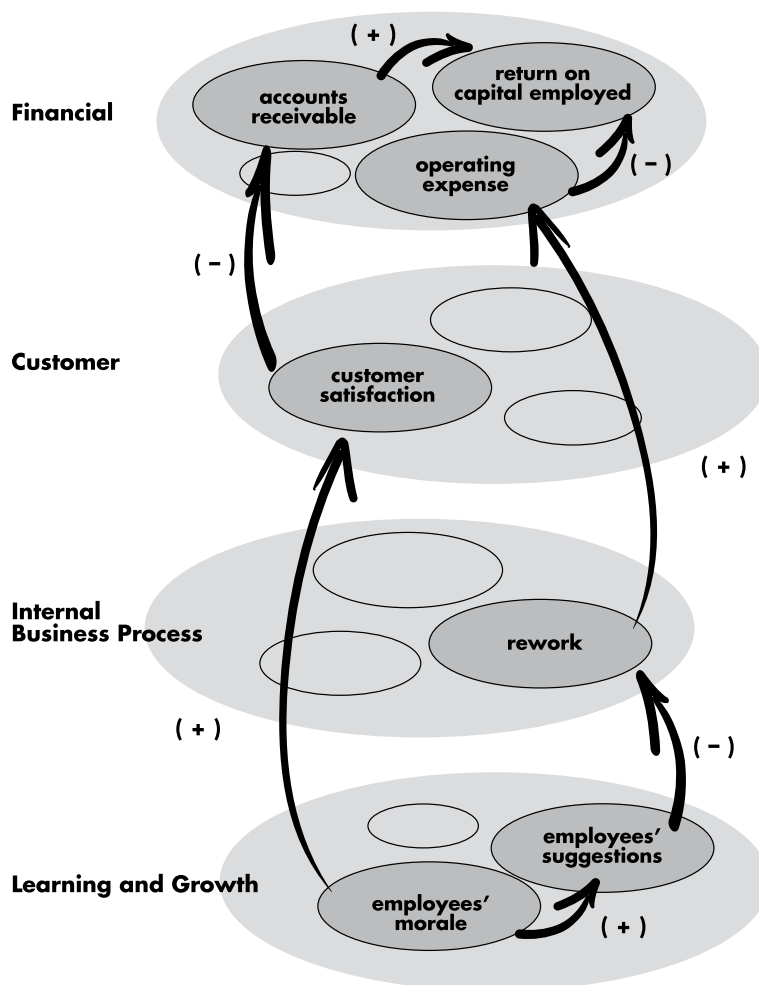 ( + )
return on
capital employed
accounts
receivable
Financial
operating
expense
( – )
( – )
Customer
customer
satisfaction
( + )
Internal
Business Process
rework
( + )
( – )
employees’
suggestions
Learning and Growth
employees’
morale
( + )